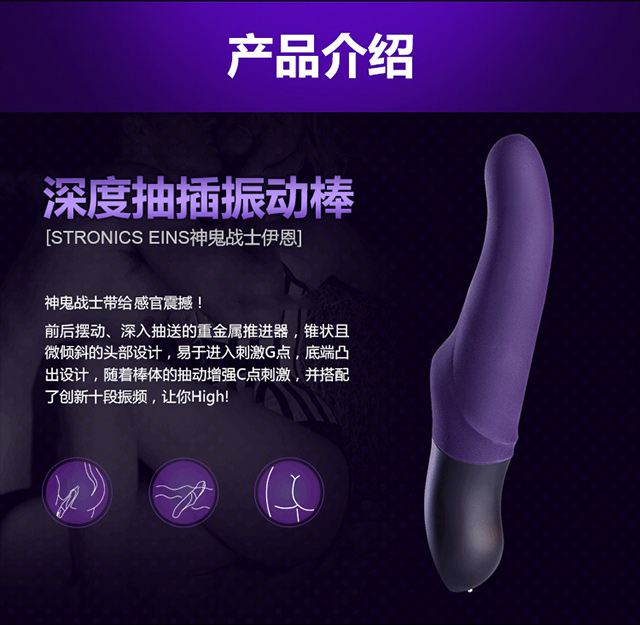 产品介绍
深度抽插振动棒
[STRONICS EINS神鬼战士伊恩]
神鬼战士带给感官震撼！
前后摆动、深入抽送的重金属推进器，锥状且
微倾斜的头部设计，易于进入刺激G点，底端凸
出设计，随着棒体的抽动增强C点刺激，并搭配
了创新十段振频，让你High!